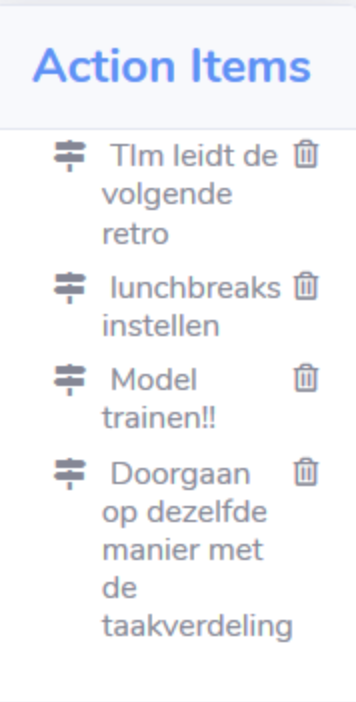 Action Items
TIm leidt de
volgende
retro
lunchbreaks
instellen
Model
trainen!!
Doorgaan
op dezelfde
manier met
de
taakverdeling